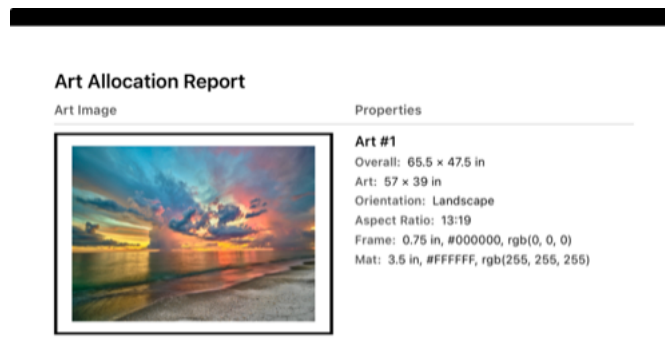 Art Allocation Report
Art Image
Properties
Art #1
Overall: 65.5 × 47.5 in
Art: 57 × 39 in
Orientation: Landscape
Aspect Ratio: 13:19
Frame: 0.75 in, #000000, rgb(0, 0, 0)
Mat: 3.5 in, #FFFFFF, rgb(255, 255, 255)